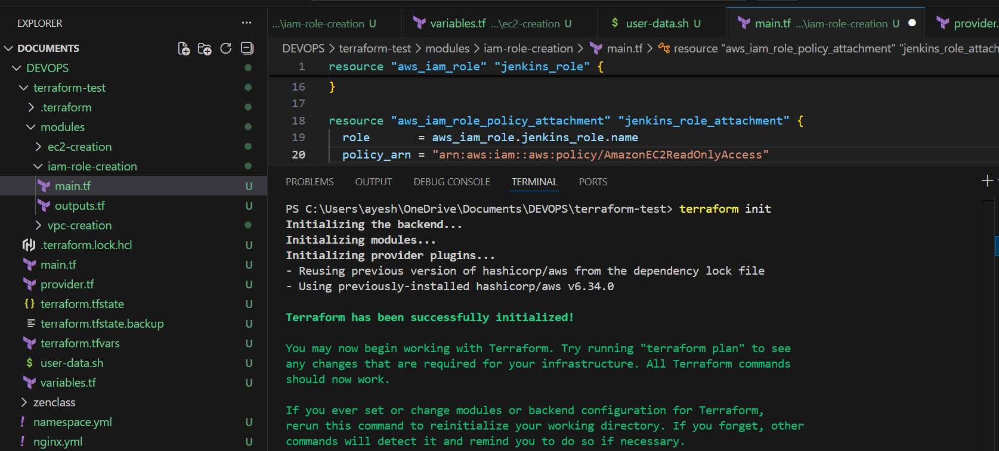 EXPLORER
DOCUMENTS
DEVOPS
terraform-test
.terraform
modules
ec2-creation
iam-role-creation
main.tf U
outputs.tf U
vpc-creation
.terraform.lock.hcl U
main.tf U
provider.tf U
{} terraform.tfstate U
terraform.tfstate.backup U
terraform.tfvars U
$ user-data.sh U
variables.tf U
zenclass
! namespace.yml U
! nginx.yml U
...\iam-role-creation U
variables.tf ...\ec2-creation U
$ user-data.sh U
main.tf ...\iam-role-creation U
provider.
DEVOPS > terraform-test > modules > iam-role-creation > main.tf > resource "aws_iam_role_policy_attachment" "jenkins_role_attach
1 resource "aws_iam_role" "jenkins_role" {
16 }
17
18 resource "aws_iam_role_policy_attachment" "jenkins_role_attachment" {
19 role = aws_iam_role.jenkins_role.name
20 policy_arn = "arn:aws:iam::aws:policy/AmazonEC2ReadOnlyAccess"
PROBLEMS OUTPUT DEBUG CONSOLE TERMINAL PORTS
PS C:\Users\ayesh\OneDrive\Documents\DEVOPS\terraform-test> terraform init
Initializing the backend...
Initializing modules...
Initializing provider plugins...
- Reusing previous version of hashicorp/aws from the dependency lock file
- Using previously-installed hashicorp/aws v6.34.0
Terraform has been successfully initialized!
You may now begin working with Terraform. Try running "terraform plan" to see
any changes that are required for your infrastructure. All Terraform commands
should now work.
If you ever set or change modules or backend configuration for Terraform,
rerun this command to reinitialize your working directory. If you forget, other
commands will detect it and remind you to do so if necessary.